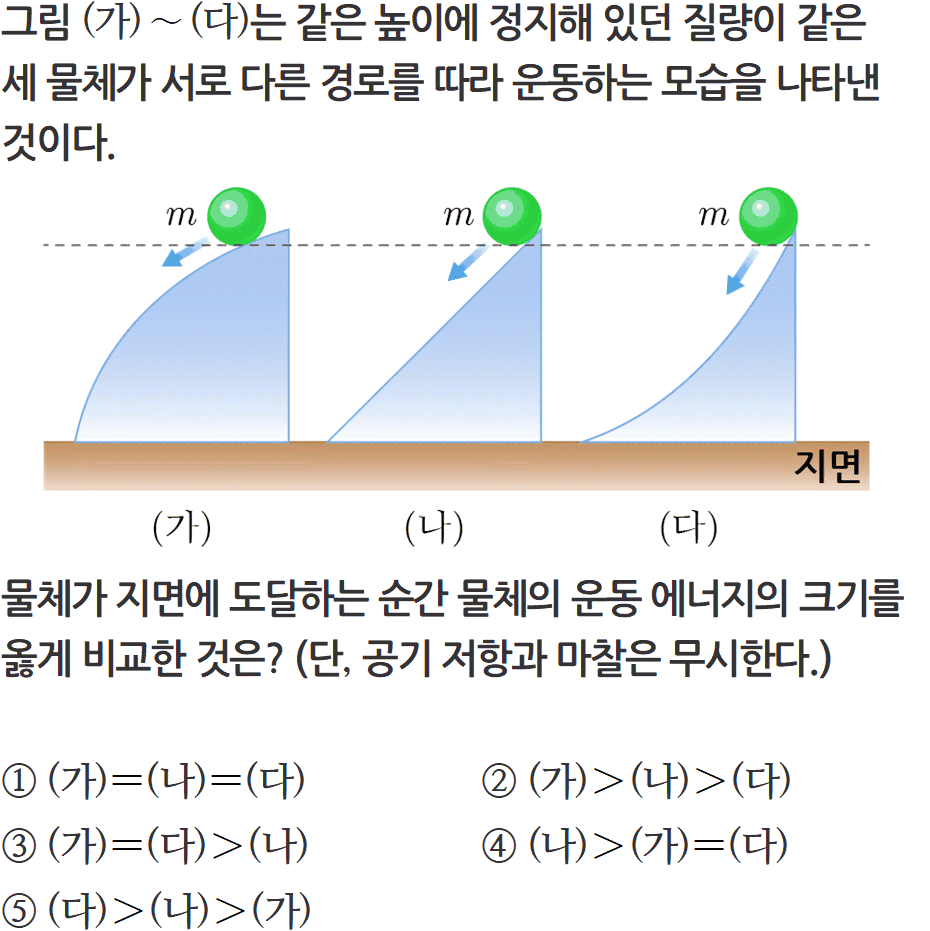 그림 (가) ~ (다)는 같은 높이에 정지해 있던 질량이 같은
세 물체가 서로 다른 경로를 따라 운동하는 모습을 나타낸
것이다.
m m m
지면
(가) (나) (다)
물체가 지면에 도달하는 순간 물체의 운동 에너지의 크기를
옳게 비교한 것은? (단, 공기 저항과 마찰은 무시한다.)
① (가)=(나)=(다) ② (가)>(나)>(다)
③ (가)=(다)>(나) ④ (나)>(가)=(다)
⑤ (다)>(나)>(가)